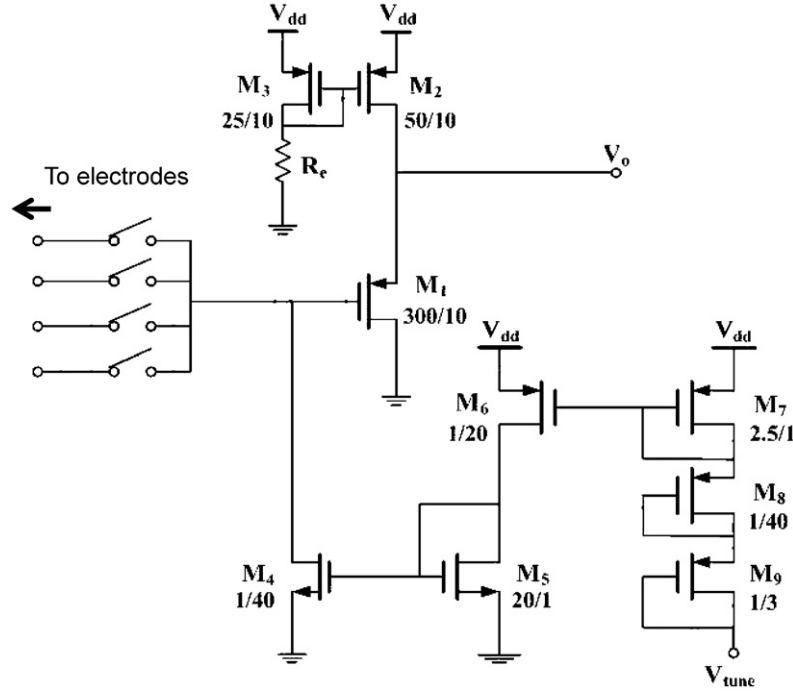 Vdd Vdd
M3 M2
25/10 50/10
Re
Vo
To electrodes
M1
300/10
Vdd Vdd
M6 M7
1/20 2.5/1
M8
1/40
M4 M5 M9
1/40 20/1 1/3
Vtune